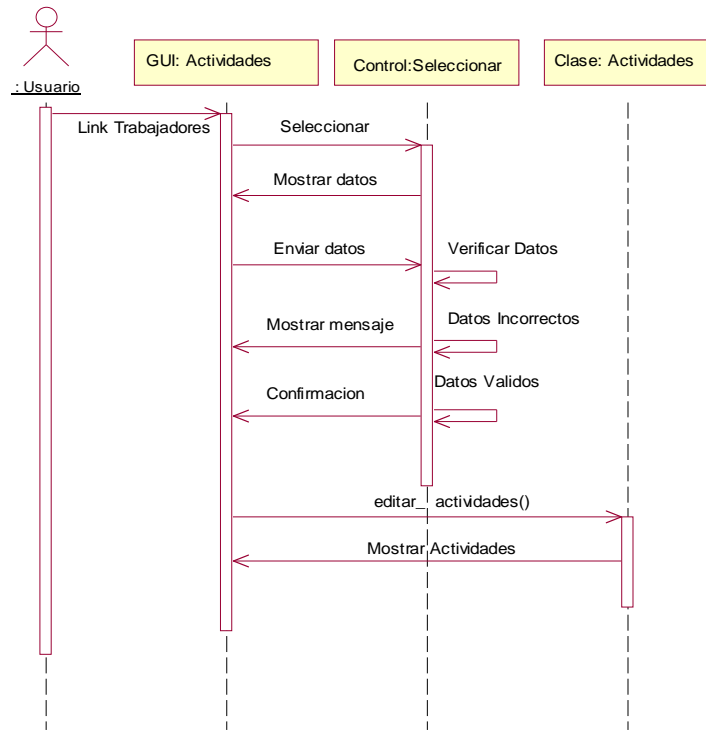 : Usuario
GUI: Actividades
Control:Seleccionar
Clase: Actividades
Link Trabajadores
Seleccionar
Mostrar datos
Enviar datos
Verificar Datos
Mostrar mensaje
Datos Incorrectos
Confirmacion
Datos Validos
editar_ actividades()
Mostrar Actividades